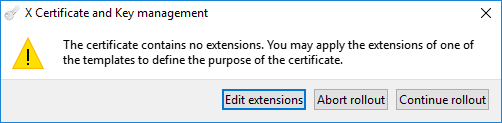 X Certificate and Key management
The certificate contains no extensions. You may apply the extensions of one of
the templates to define the purpose of the certificate.
Edit extensions Abort rollout Continue rollout